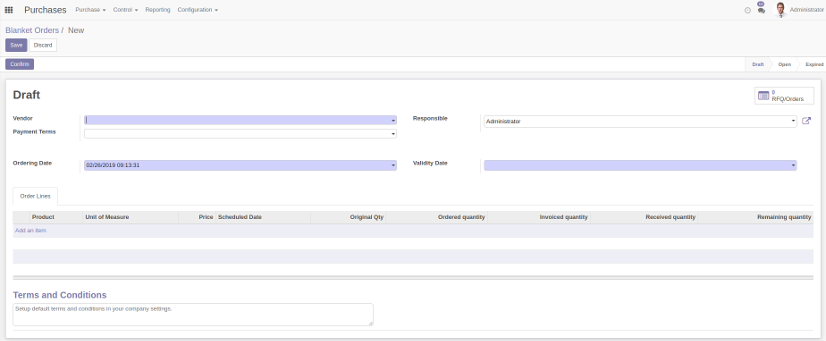 Purchases Purchase Control Reporting Configuration Administrator
Blanket Orders / New
Save Discard
Confirm Draft Open Expired
Draft
0
RFQ/Orders
Vendor Responsible Administrator
Payment Terms
Ordering Date 02/28/2019 09:13:31 Validity Date
Order Lines
Product Unit of Measure Price Scheduled Date Original Qty Ordered quantity Invoiced quantity Received quantity Remaining quantity
Add an item
Terms and Conditions
Setup default terms and conditions in your company settings.